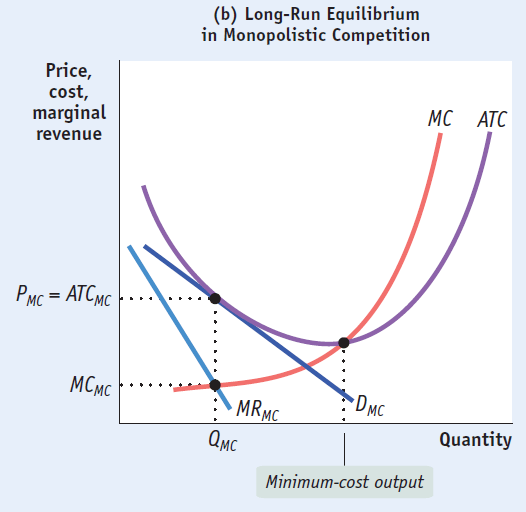 (b) Long-Run Equilibrium
in Monopolistic Competition
Price,
cost,
marginal
revenue
MC
ATC
P_MC = ATC_MC
MC_MC
MR_MC
D_MC
Q_MC
Quantity
Minimum-cost output